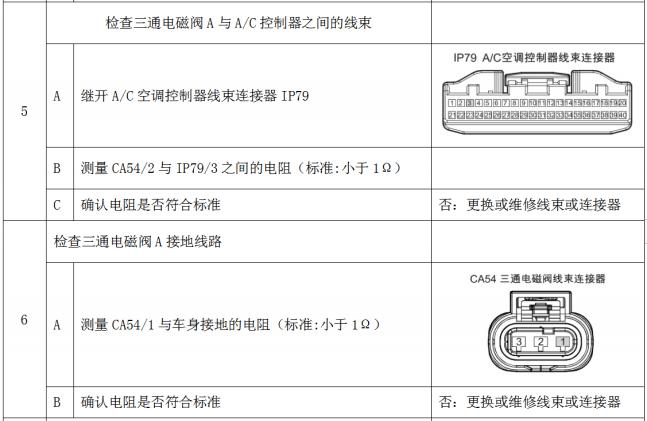 检查三通电磁阀 A 与 A/C 控制器之间的线束
5
A
继开 A/C 空调控制器线束连接器 IP79
IP79 A/C空调控制器线束连接器
1 2 3 4 5 6 7 8 9 10 11 12 13 14 15 16 17 18 19 20
21 22 23 24 25 26 27 28 29 30 31 32 33 34 35 36 37 38 39 40
B
测量 CA54/2 与 IP79/3 之间的电阻（标准:小于 1Ω）
C
确认电阻是否符合标准
否：更换或维修线束或连接器
检查三通电磁阀 A 接地线路
6
A
测量 CA54/1 与车身接地的电阻（标准:小于 1Ω）
CA54 三通电磁阀线束连接器
3 2 1
B
确认电阻是否符合标准
否：更换或维修线束或连接器